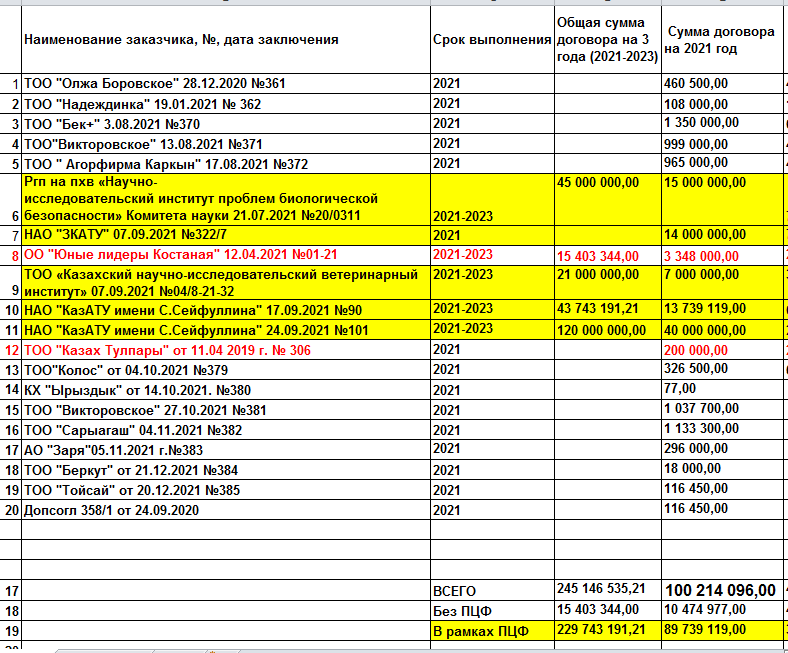 Наименование заказчика, №, дата заключения Срок выполнения Общая сумма договора на 3 года (2021-2023) Сумма договора на 2021 год
1 ТОО "Олжа Боровское" 28.12.2020 №361 2021 460 500,00
2 ТОО "Надеждинка" 19.01.2021 № 362 2021 108 000,00
3 ТОО "Бек+" 3.08.2021 №370 2021 1 350 000,00
4 ТОО"Викторовское" 13.08.2021 №371 2021 999 000,00
5 ТОО " Агорфирма Каркын" 17.08.2021 №372 2021 965 000,00
Ргп на пхв «Научно- 45 000 000,00 15 000 000,00
исследовательский институт проблем биологической
6 безопасности» Комитета науки 21.07.2021 №20/0311 2021-2023
7 НАО "ЗКАТУ" 07.09.2021 №322/7 2021 14 000 000,00
8 ОО "Юные лидеры Костаная" 12.04.2021 №01-21 2021-2023 15 403 344,00 3 348 000,00
ТОО «Казахский научно-исследовательский ветеринарный 2021-2023 21 000 000,00 7 000 000,00
9 институт» 07.09.2021 №04/8-21-32
10 НАО "КазАТУ имени С.Сейфуллина" 17.09.2021 №90 2021-2023 43 743 191,21 13 739 119,00
11 НАО "КазАТУ имени С.Сейфуллина" 24.09.2021 №101 2021-2023 120 000 000,00 40 000 000,00
12 ТОО "Казах Тулпары" от 11.04 2019 г. № 306 2021 200 000,00
13 ТОО"Колос" от 04.10.2021 №379 2021 326 500,00
14 КХ "Ырыздык" от 14.10.2021. №380 2021 77,00
15 ТОО "Викторовское" 27.10.2021 №381 2021 1 037 700,00
16 ТОО "Сарыагаш" 04.11.2021 №382 2021 1 133 300,00
17 АО "Заря"05.11.2021 г.№383 2021 296 000,00
18 ТОО "Беркут" от 21.12.2021 №384 2021 18 000,00
19 ТОО "Тойсай" от 20.12.2021 №385 2021 116 450,00
20 Допсогл 358/1 от 24.09.2020 2021 116 450,00
17 ВСЕГО 245 146 535,21 100 214 096,00
18 Без ПЦФ 15 403 344,00 10 474 977,00
19 В рамках ПЦФ 229 743 191,21 89 739 119,00